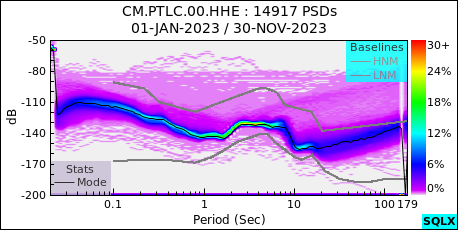 CM.PTLC.00.HHE : 14917 PSDs
01-JAN-2023 / 30-NOV-2023
Baselines
HNM
LNM
-50
-80
-110
-140
-170
-200
dB
Stats
Mode
0.1
1
10
100
179
Period (Sec)
30+
24%
18%
12%
6%
0%
SQLX